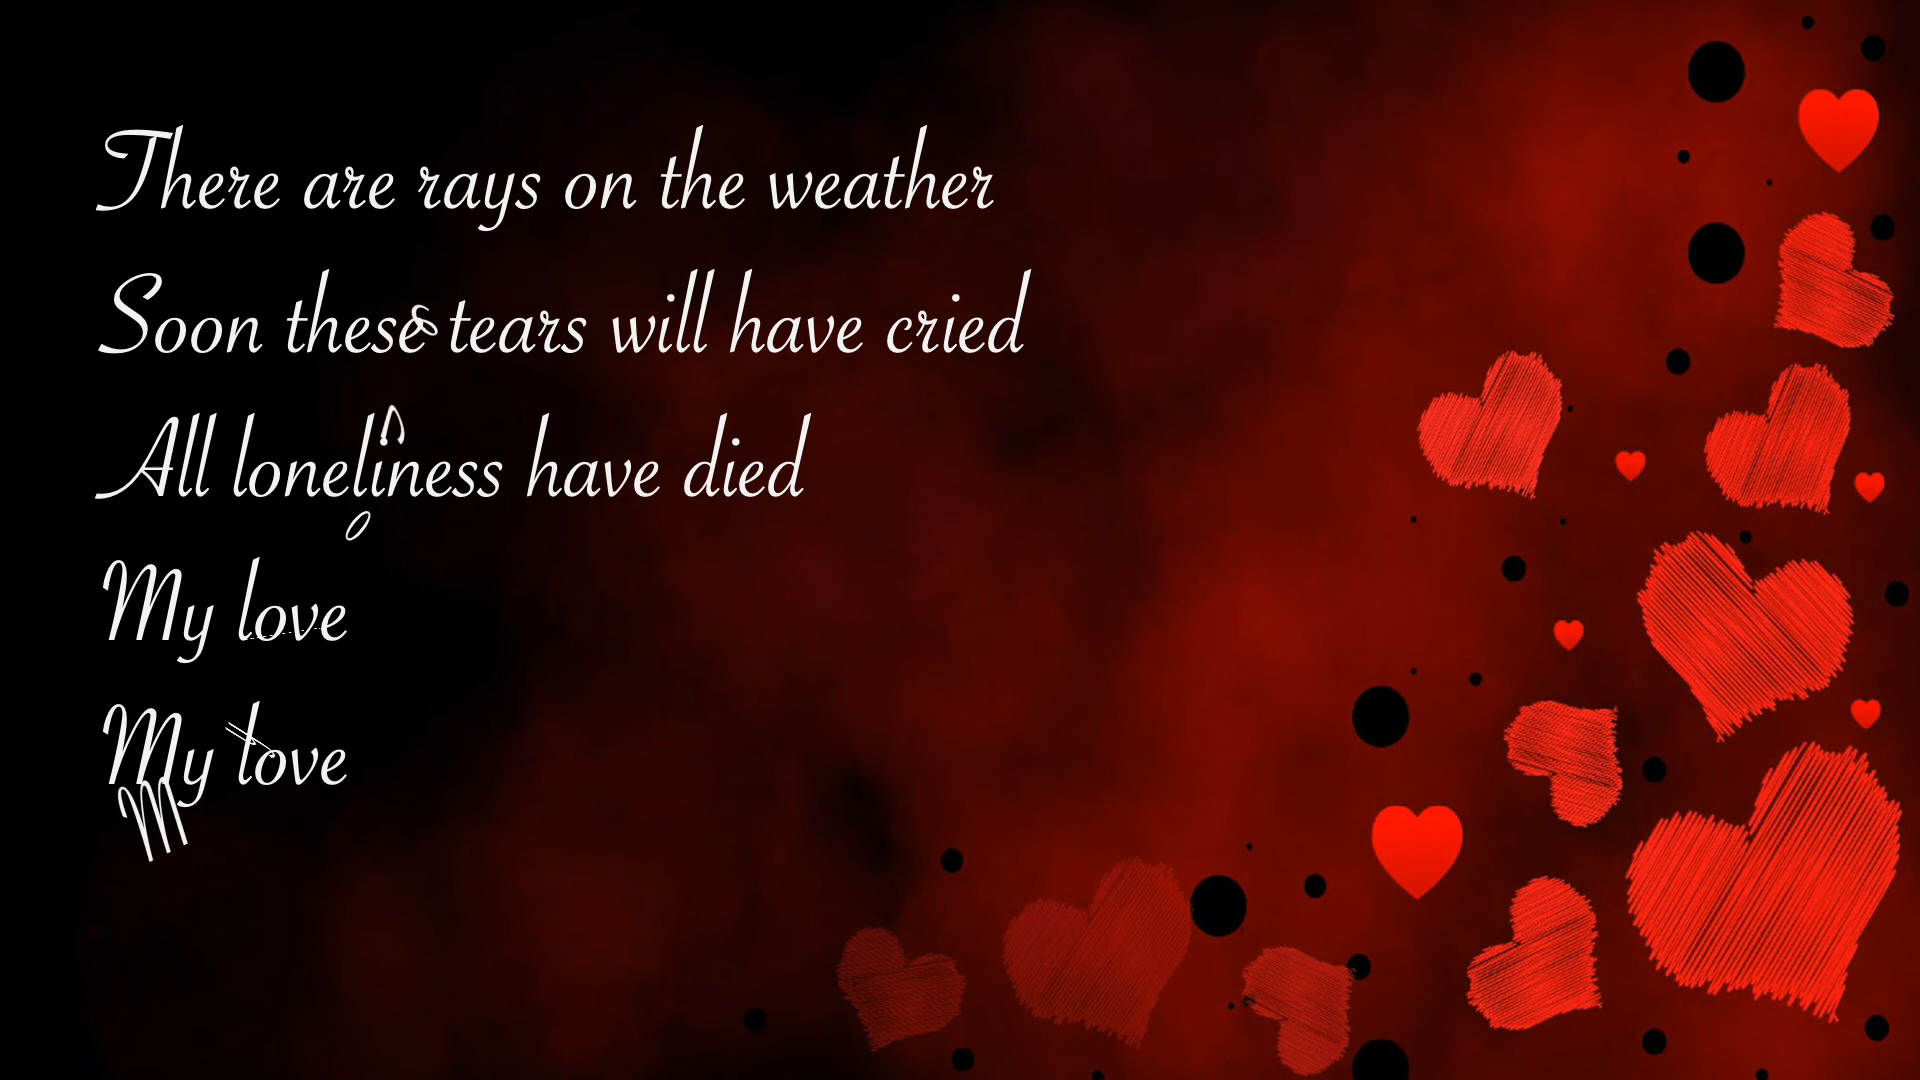 There are rays on the weather
Soon these tears will have cried
All loneliness have died
My love
My love
M